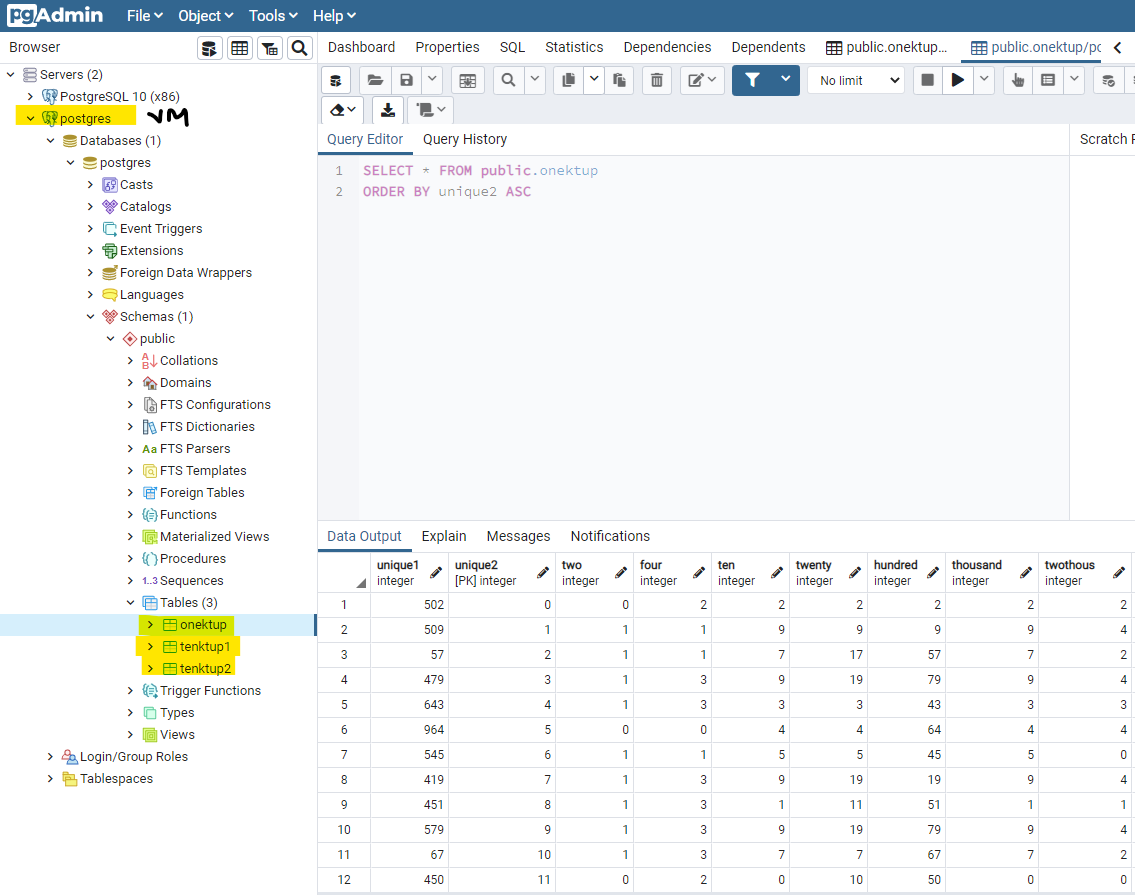 pgAdmin File Object Tools Help
Browser
Dashboard Properties SQL Statistics Dependencies Dependents public.onektup... public.onektup/po
Servers (2)
PostgreSQL 10 (x86)
postgres VM
Databases (1)
postgres
Casts
Catalogs
Event Triggers
Extensions
Foreign Data Wrappers
Languages
Schemas (1)
public
Collations
Domains
FTS Configurations
FTS Dictionaries
Aa FTS Parsers
FTS Templates
Foreign Tables
Functions
Materialized Views
Procedures
1..3 Sequences
Tables (3)
onektup
tenktup1
tenktup2
Trigger Functions
Types
Views
Login/Group Roles
Tablespaces
No limit
Query Editor Query History Scratch P
1 SELECT * FROM public.onektup
2 ORDER BY unique2 ASC
Data Output Explain Messages Notifications
unique1 unique2 two four ten twenty hundred thousand twothous
integer [PK] integer integer integer integer integer integer integer integer
1 502 0 0 2 2 2 2 2 2
2 509 1 1 1 9 9 9 9 4
3 57 2 1 1 7 17 57 7 2
4 479 3 1 3 9 19 79 9 4
5 643 4 1 3 3 3 43 3 3
6 964 5 0 0 4 4 64 4 4
7 545 6 1 1 5 5 45 5 0
8 419 7 1 3 9 19 19 9 4
9 451 8 1 3 1 11 51 1 1
10 579 9 1 3 9 19 79 9 4
11 67 10 1 3 7 7 67 7 2
12 450 11 0 2 0 10 50 0 0